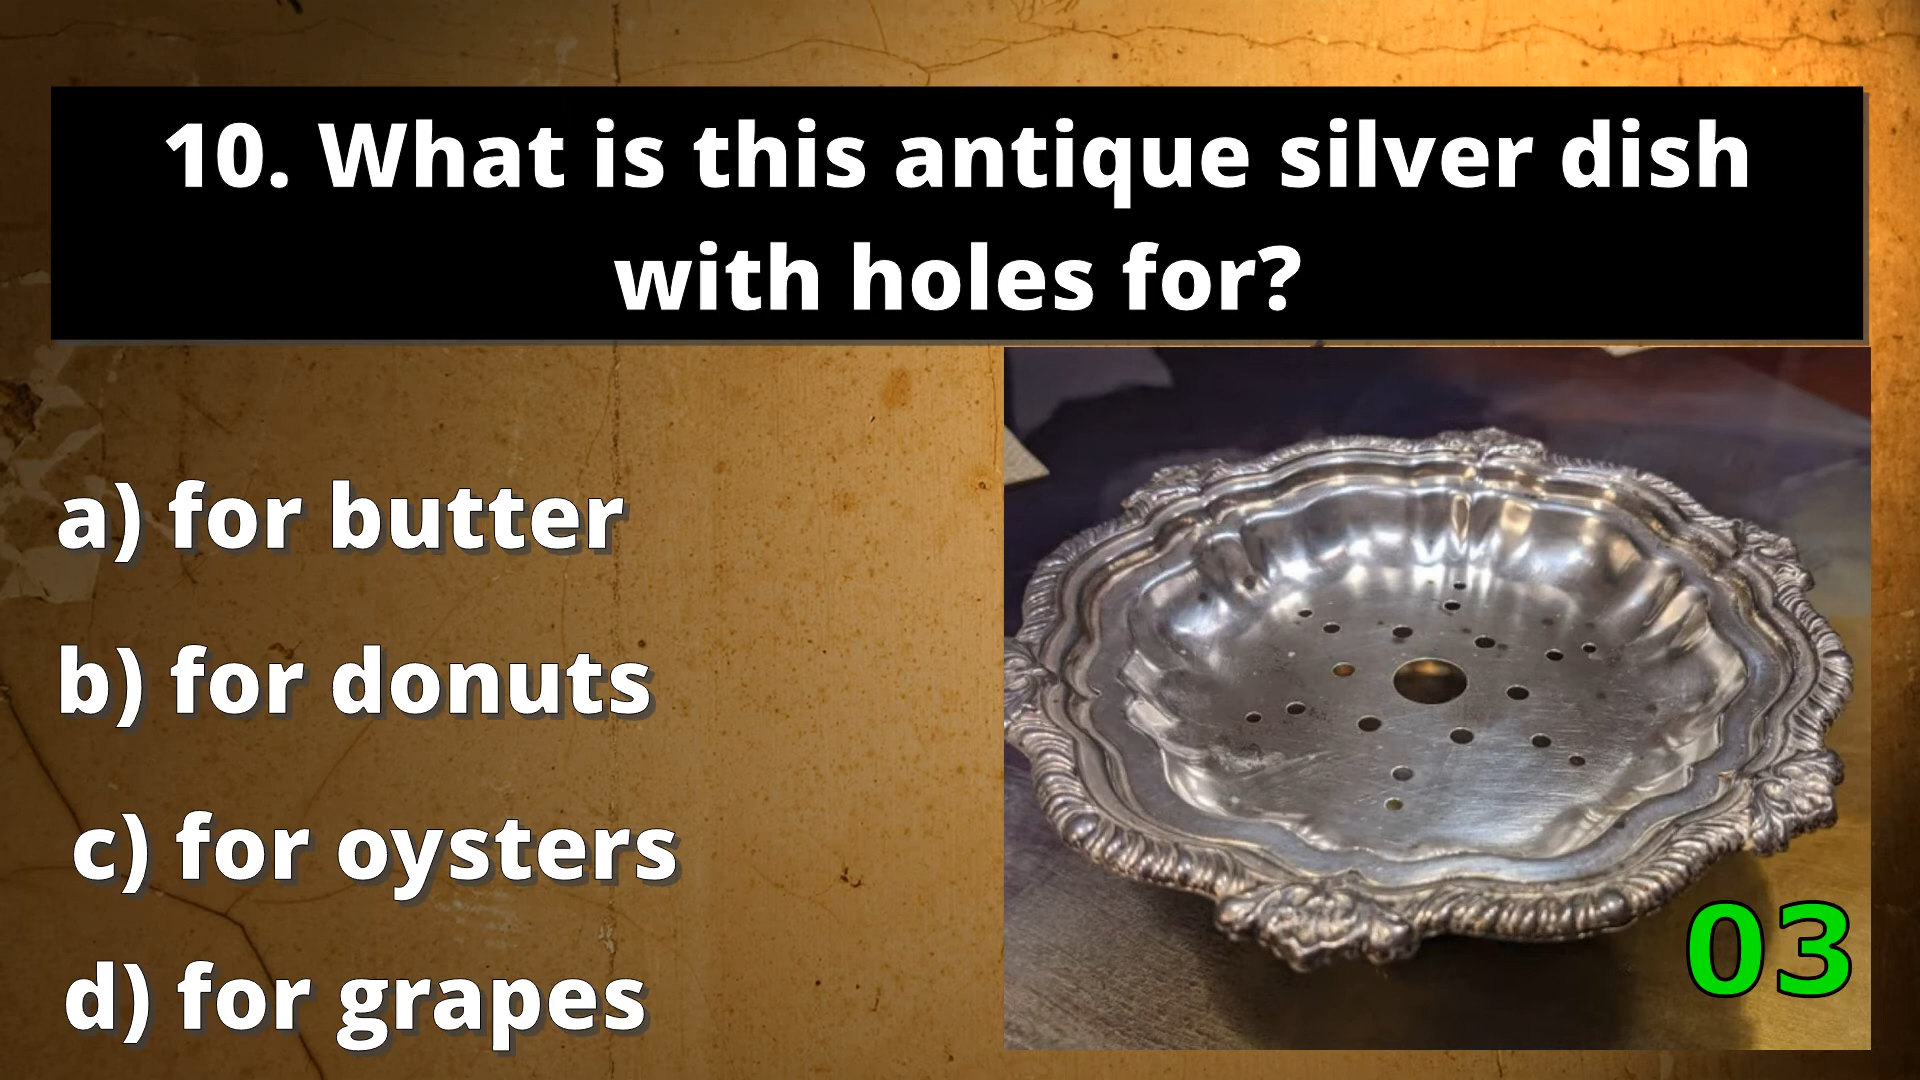 10. What is this antique silver dish
with holes for?
a) for butter
b) for donuts
c) for oysters
d) for grapes
03